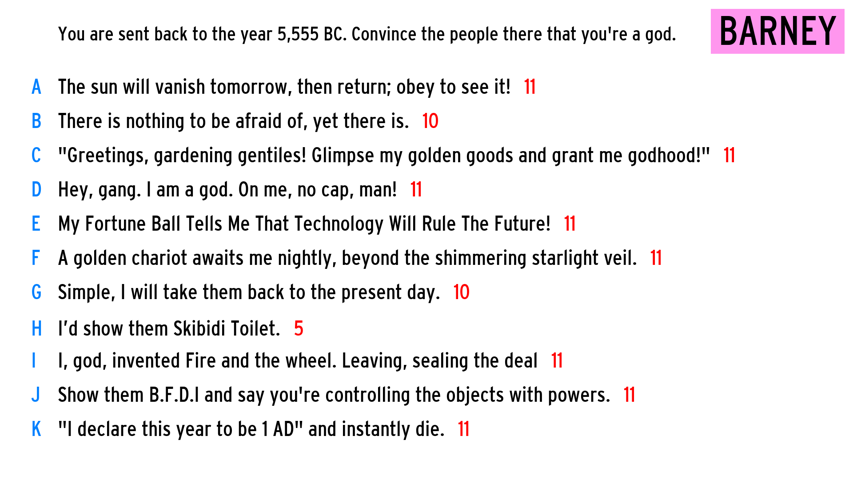 You are sent back to the year 5,555 BC. Convince the people there that you're a god.
BARNEY
A The sun will vanish tomorrow, then return; obey to see it! 11
B There is nothing to be afraid of, yet there is. 10
C "Greetings, gardening gentiles! Glimpse my golden goods and grant me godhood!" 11
D Hey, gang. I am a god. On me, no cap, man! 11
E My Fortune Ball Tells Me That Technology Will Rule The Future! 11
F A golden chariot awaits me nightly, beyond the shimmering starlight veil. 11
G Simple, I will take them back to the present day. 10
H I’d show them Skibidi Toilet. 5
I I, god, invented Fire and the wheel. Leaving, sealing the deal 11
J Show them B.F.D.I and say you're controlling the objects with powers. 11
K "I declare this year to be 1 AD" and instantly die. 11